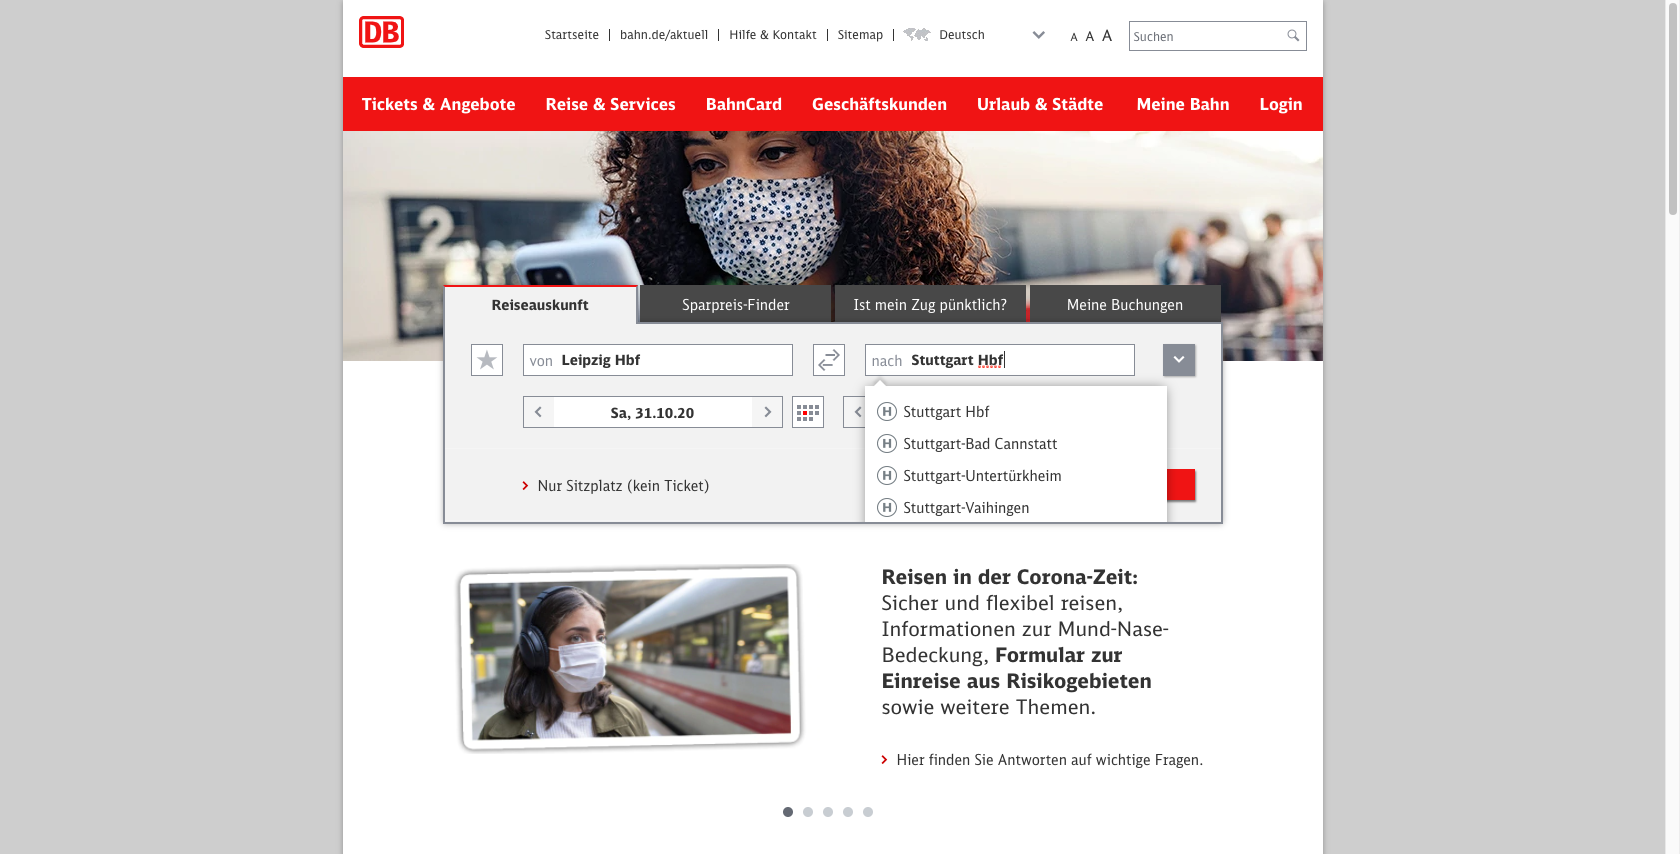 DB
Startseite
bahn.de/aktuell
Hilfe & Kontakt
Sitemap
Deutsch
A A A
Suchen
Tickets & Angebote
Reise & Services
BahnCard
Geschäftskunden
Urlaub & Städte
Meine Bahn
Login
2
Reiseauskunft
Sparpreis-Finder
Ist mein Zug pünktlich?
Meine Buchungen
von Leipzig Hbf
nach Stuttgart Hbf
Sa, 31.10.20
H Stuttgart Hbf
H Stuttgart-Bad Cannstatt
H Stuttgart-Untertürkheim
H Stuttgart-Vaihingen
Nur Sitzplatz (kein Ticket)
Reisen in der Corona-Zeit:
Sicher und flexibel reisen,
Informationen zur Mund-Nase-
Bedeckung, Formular zur
Einreise aus Risikogebieten
sowie weitere Themen.
Hier finden Sie Antworten auf wichtige Fragen.